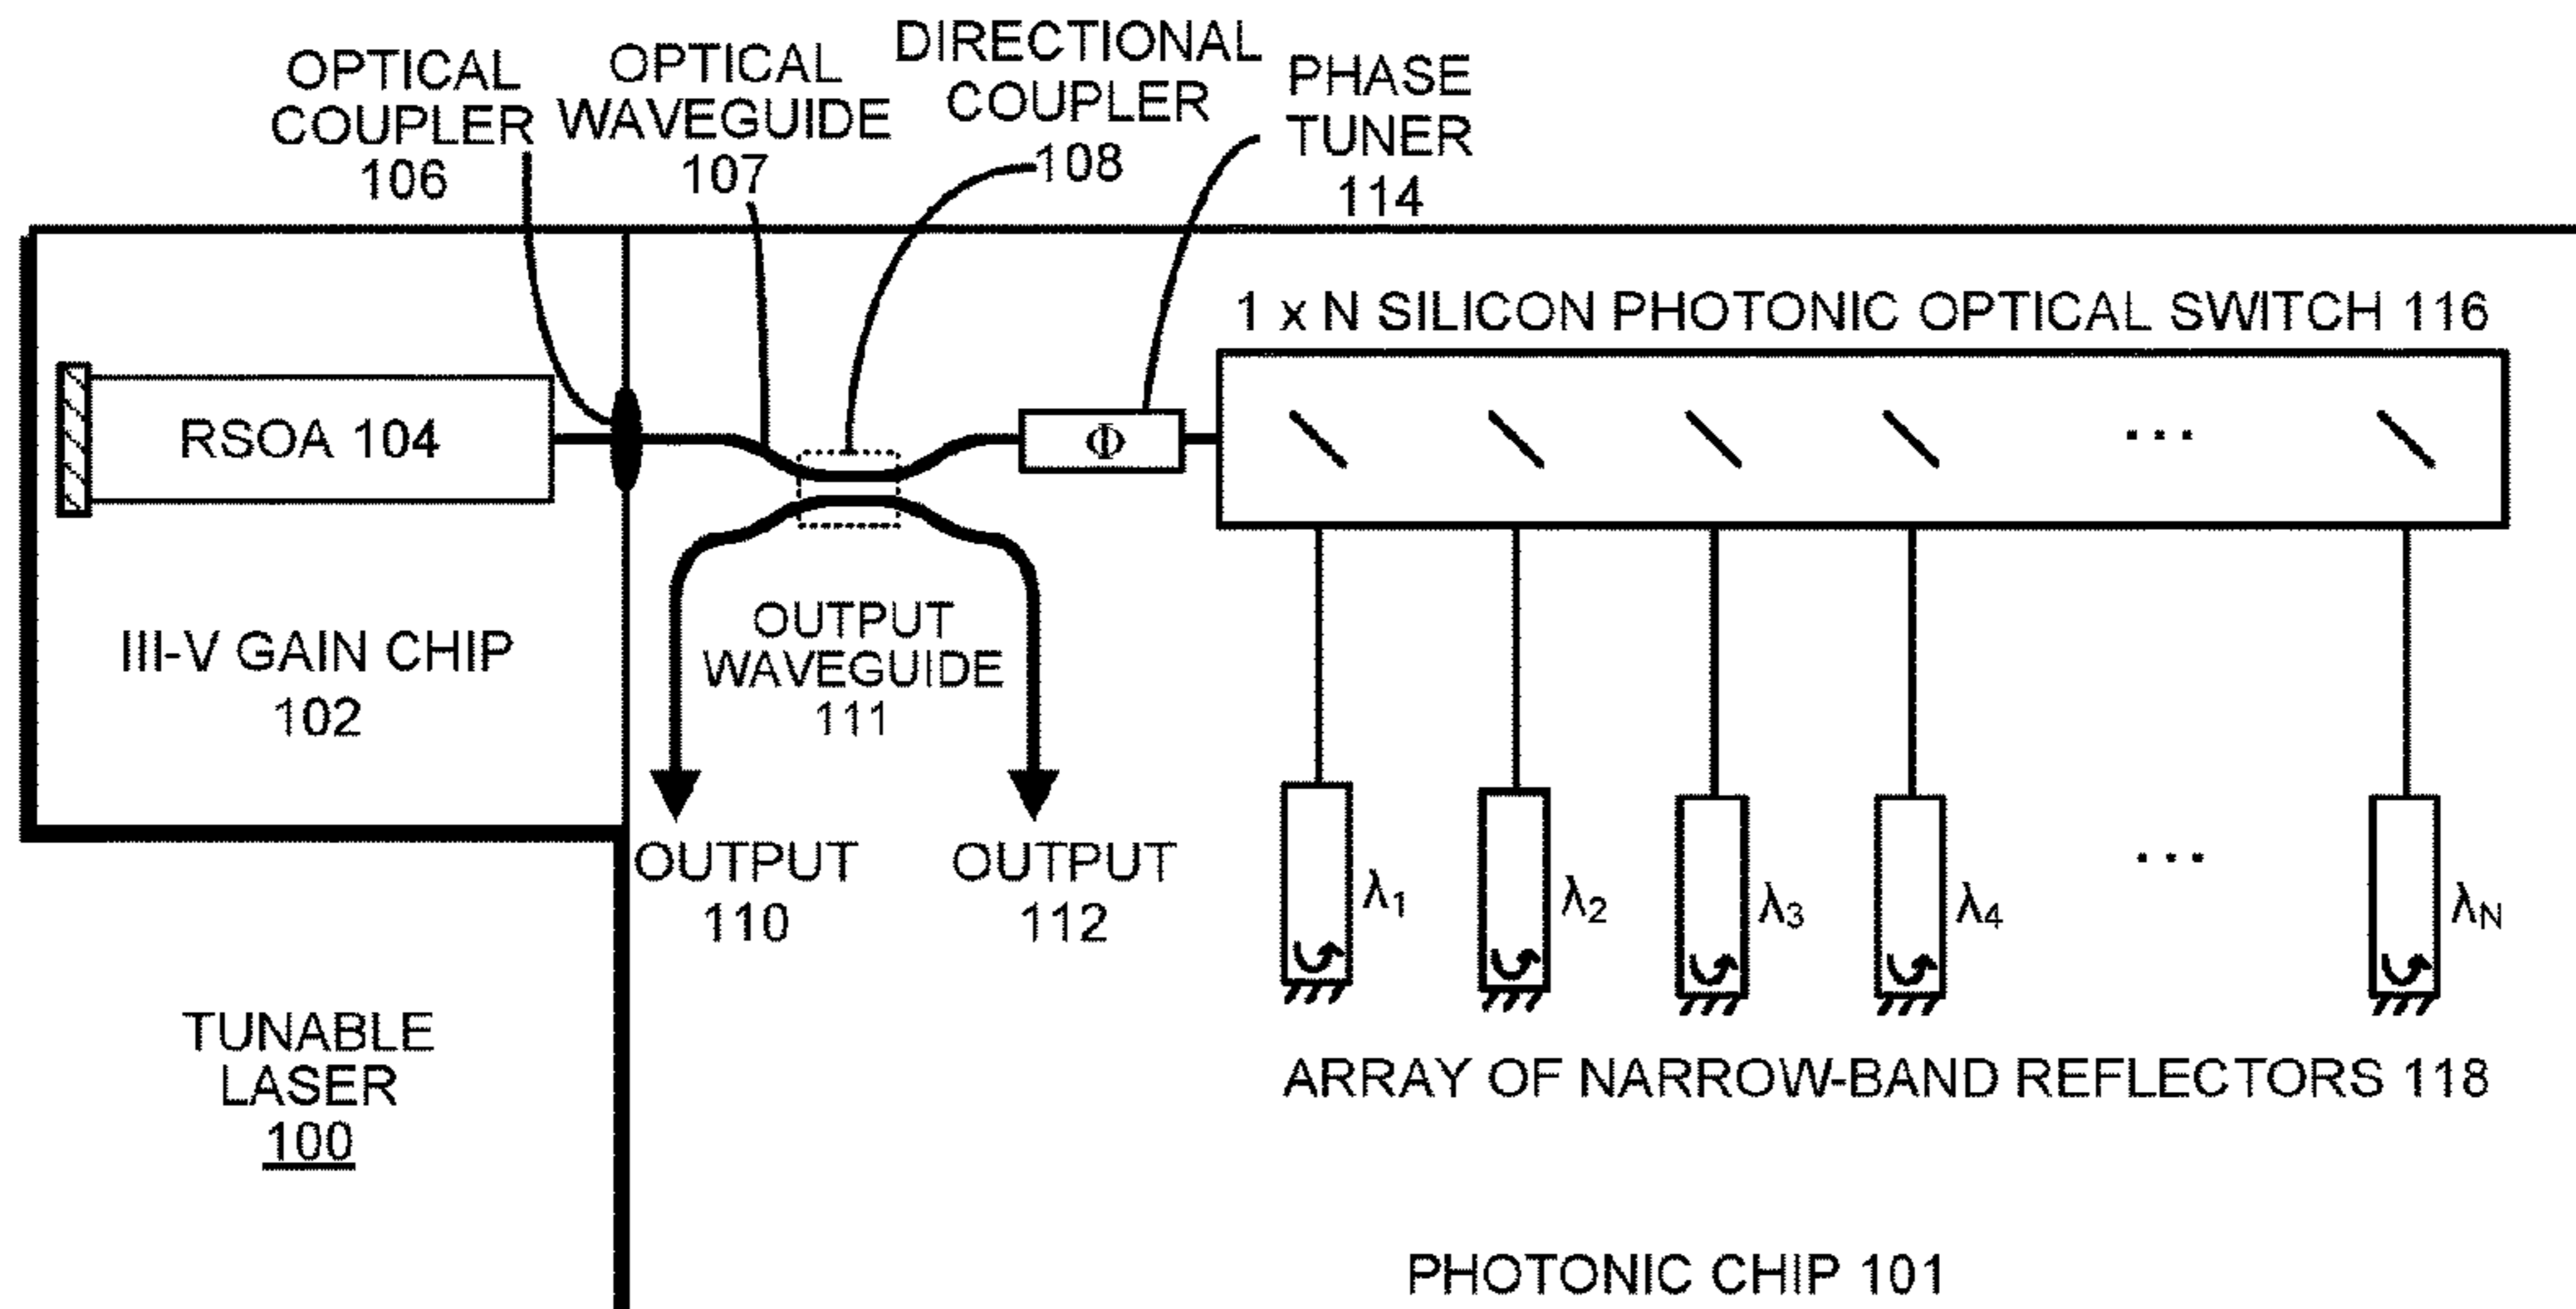 OPTICAL
COUPLER
106
OPTICAL
WAVEGUIDE
107
DIRECTIONAL
COUPLER
108
PHASE
TUNER
114
1 x N SILICON PHOTONIC OPTICAL SWITCH 116
RSOA 104
Φ
...
III-V GAIN CHIP
102
OUTPUT
WAVEGUIDE
111
OUTPUT
110
OUTPUT
112
λ1
λ2
λ3
λ4
...
λN
TUNABLE
LASER
100
ARRAY OF NARROW-BAND REFLECTORS 118
PHOTONIC CHIP 101